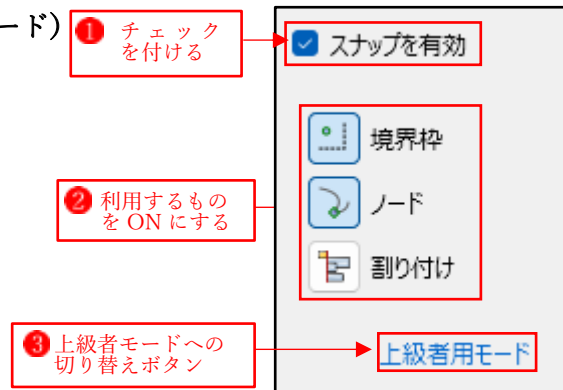 ード)
1 チェック
を付ける
スナップを有効
境界枠
2 利用するもの
を ON にする
ノード
割り付け
3 上級者モードへの
切り替えボタン
上級者用モード